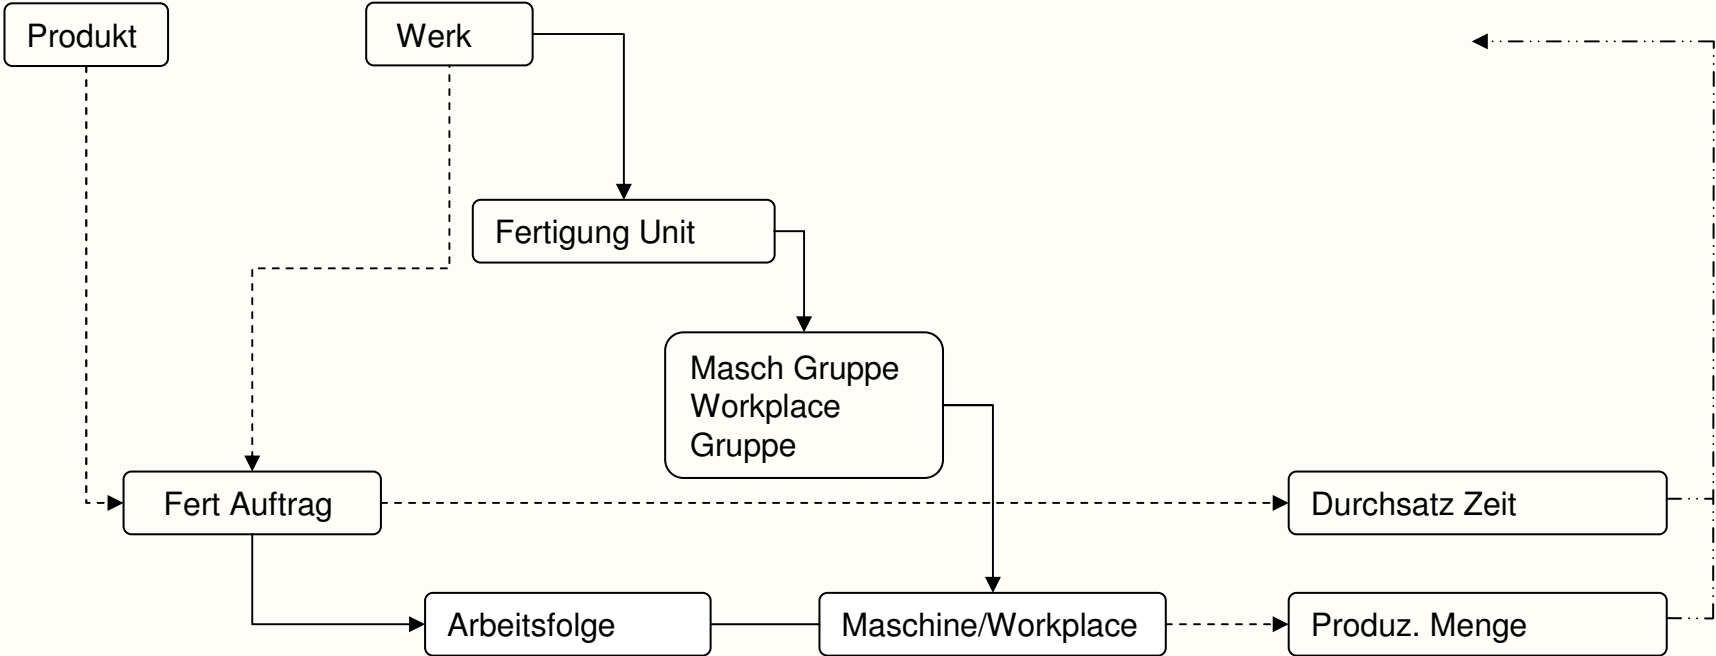 Produkt
Werk
Fertigung Unit
Masch Gruppe
Workplace
Gruppe
Fert Auftrag
Durchsatz Zeit
Arbeitsfolge
Maschine/Workplace
Produz. Menge